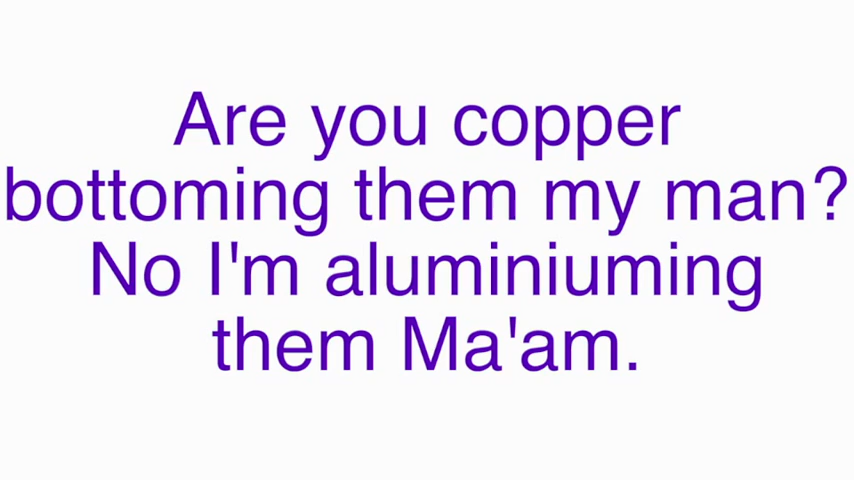 Are you copper
bottoming them my man?
No I'm aluminiuming
them Ma'am.